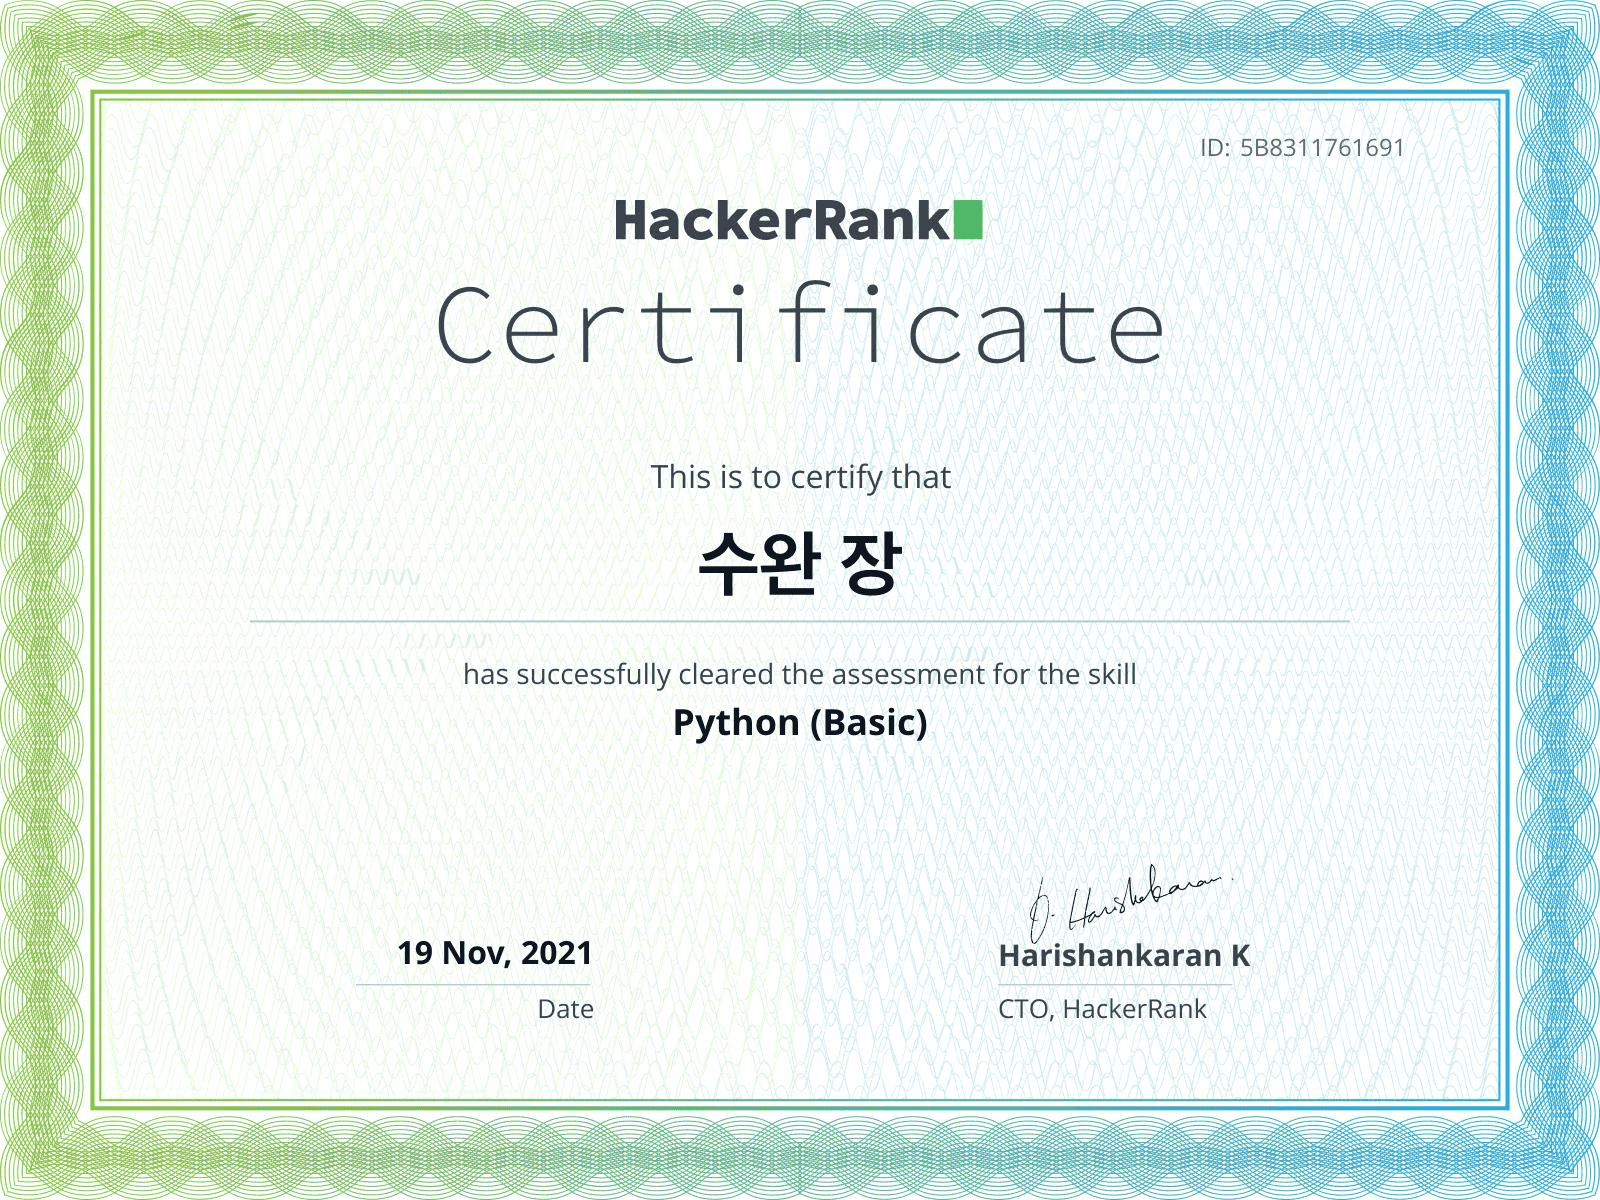 ID: 5B8311761691
HackerRank
Certificate
This is to certify that
수완 장
has successfully cleared the assessment for the skill
Python (Basic)
19 Nov, 2021
Date
Harishankaran K
CTO, HackerRank